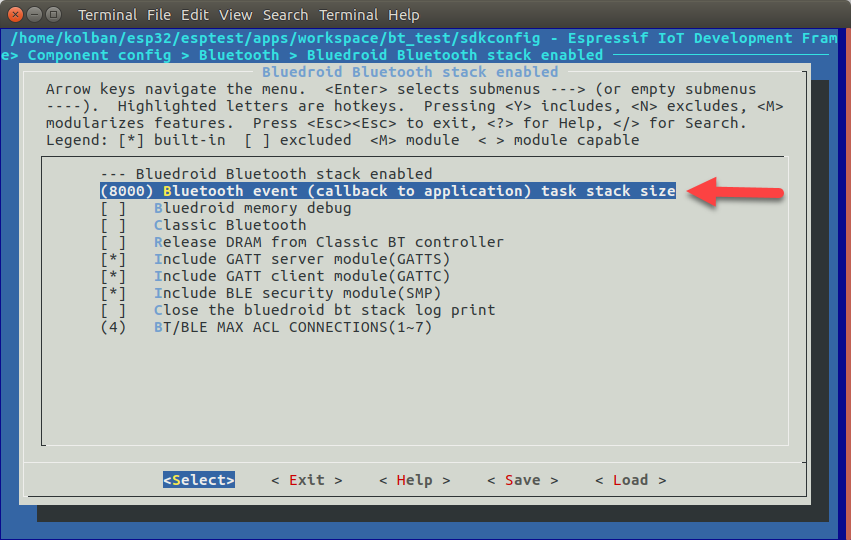 Terminal File Edit View Search Terminal Help
/home/kolban/esp32/esptest/apps/workspace/bt_test/sdkconfig - Espressif IoT Development Fram
e> Component config > Bluetooth > Bluedroid Bluetooth stack enabled
Bluedroid Bluetooth stack enabled
Arrow keys navigate the menu.  <Enter> selects submenus ---> (or empty submenus
----).  Highlighted letters are hotkeys.  Pressing <Y> includes, <N> excludes, <M>
modularizes features.  Press <Esc><Esc> to exit, <?> for Help, </> for Search.
Legend: [*] built-in  [ ] excluded  <M> module  < > module capable
--- Bluedroid Bluetooth stack enabled
(8000) Bluetooth event (callback to application) task stack size
[ ]   Bluedroid memory debug
[ ]   Classic Bluetooth
[ ]   Release DRAM from Classic BT controller
[*]   Include GATT server module(GATTS)
[*]   Include GATT client module(GATTC)
[*]   Include BLE security module(SMP)
[ ]   Close the bluedroid bt stack log print
(4)   BT/BLE MAX ACL CONNECTIONS(1~7)
<Select>    < Exit >    < Help >    < Save >    < Load >